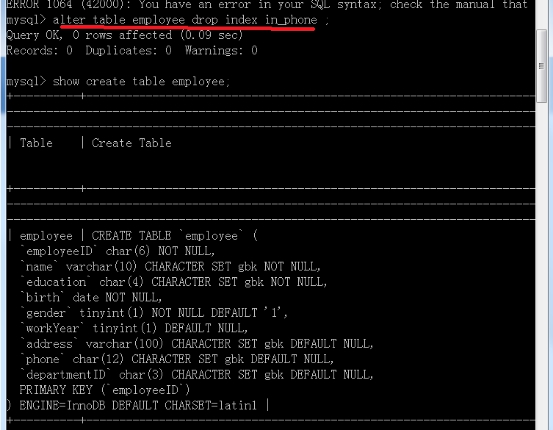 ERROR 1064 (42000): You have an error in your SQL syntax; check the manual that
mysql> alter table employee drop index in_phone ;
Query OK, 0 rows affected (0.09 sec)
Records: 0  Duplicates: 0  Warnings: 0
mysql> show create table employee;
| Table    | Create Table
| employee | CREATE TABLE `employee` (
  `employeeID` char(6) NOT NULL,
  `name` varchar(10) CHARACTER SET gbk NOT NULL,
  `education` char(4) CHARACTER SET gbk NOT NULL,
  `birth` date NOT NULL,
  `gender` tinyint(1) NOT NULL DEFAULT '1',
  `workYear` tinyint(1) DEFAULT NULL,
  `address` varchar(100) CHARACTER SET gbk DEFAULT NULL,
  `phone` char(12) CHARACTER SET gbk DEFAULT NULL,
  `departmentID` char(3) CHARACTER SET gbk DEFAULT NULL,
  PRIMARY KEY (`employeeID`)
) ENGINE=InnoDB DEFAULT CHARSET=latin1 |